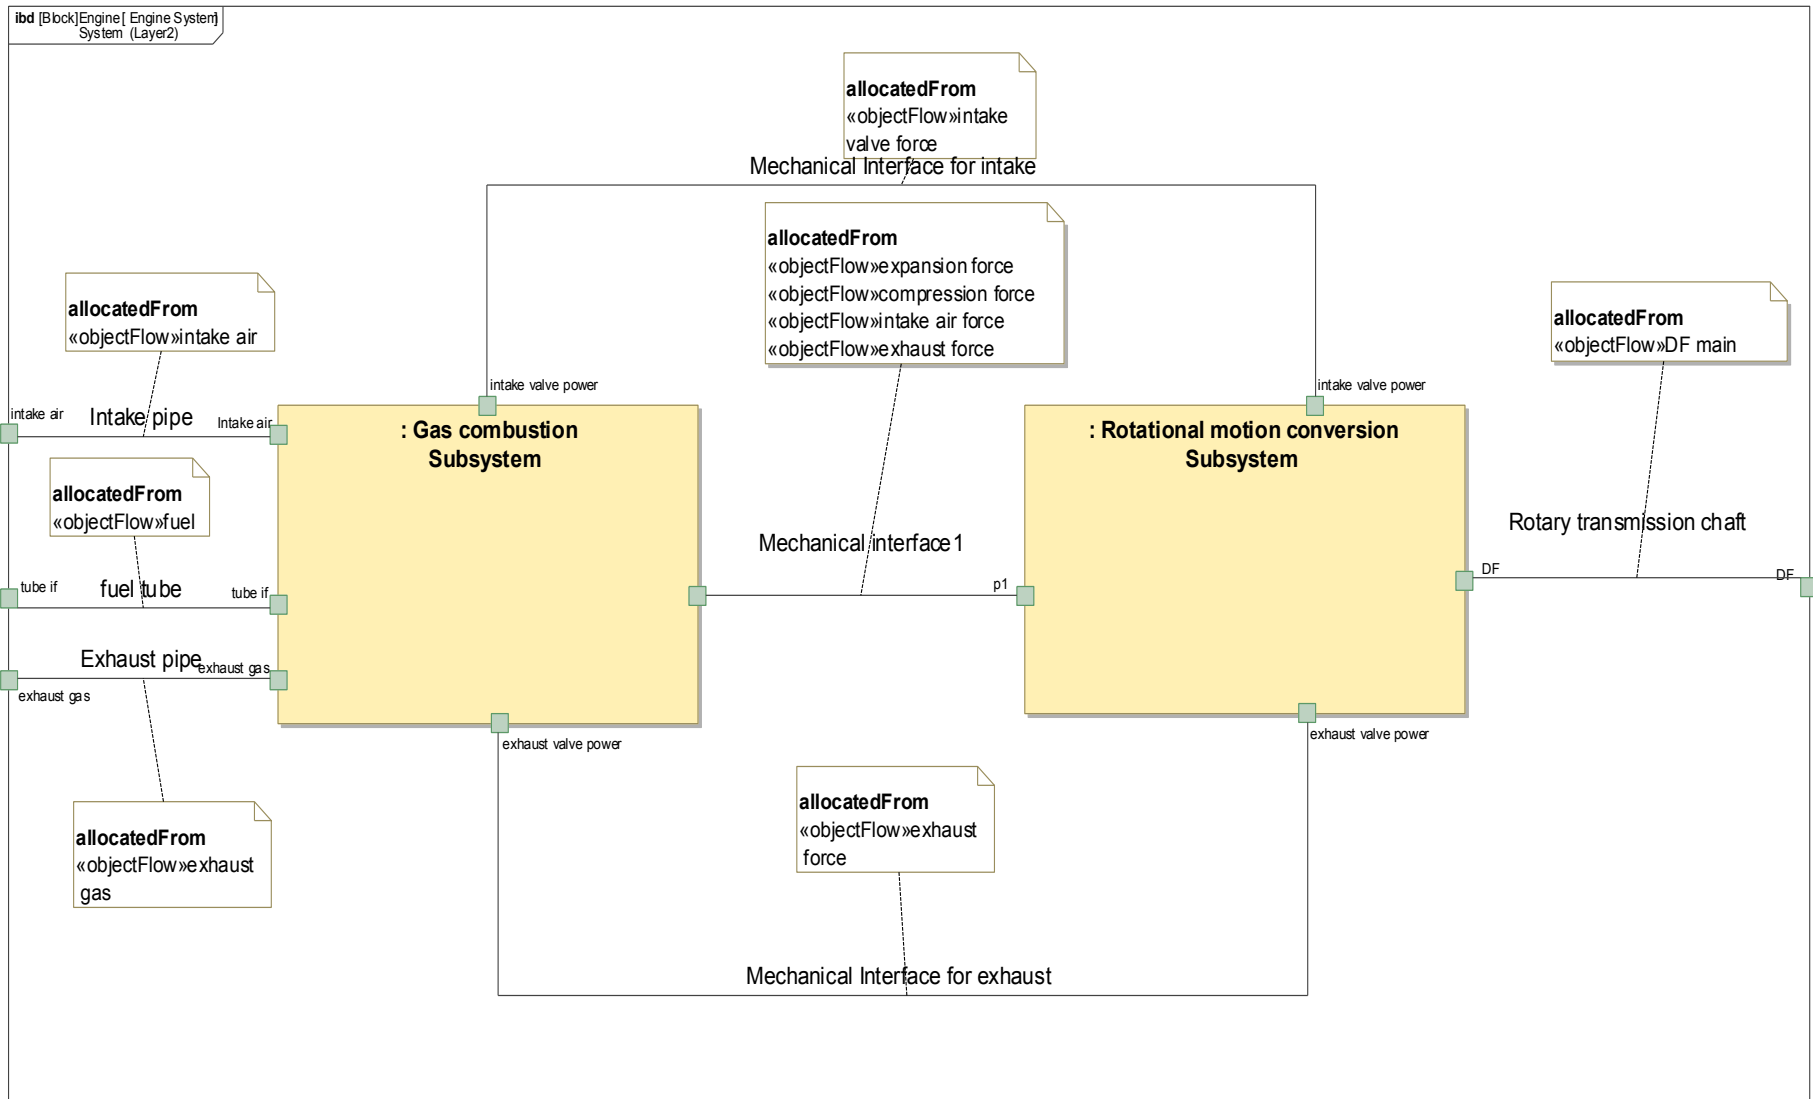 ibd [Block]Engine[ Engine System]
System (Layer2)
allocatedFrom
«objectFlow»intake
valve force
Mechanical Interface for intake
allocatedFrom
«objectFlow»expansion force
«objectFlow»compression force
«objectFlow»intake air force
«objectFlow»exhaust force
allocatedFrom
«objectFlow»intake air
allocatedFrom
«objectFlow»DF main
intake valve power
intake valve power
intake air
Intake pipe
Intake air
: Gas combustion
Subsystem
: Rotational motion conversion
Subsystem
allocatedFrom
«objectFlow»fuel
Rotary transmission chaft
Mechanical interface1
tube if
fuel tube
tube if
p1
DF
DF
Exhaust pipe
exhaust gas
exhaust gas
exhaust valve power
exhaust valve power
allocatedFrom
«objectFlow»exhaust
force
allocatedFrom
«objectFlow»exhaust
gas
Mechanical Interface for exhaust